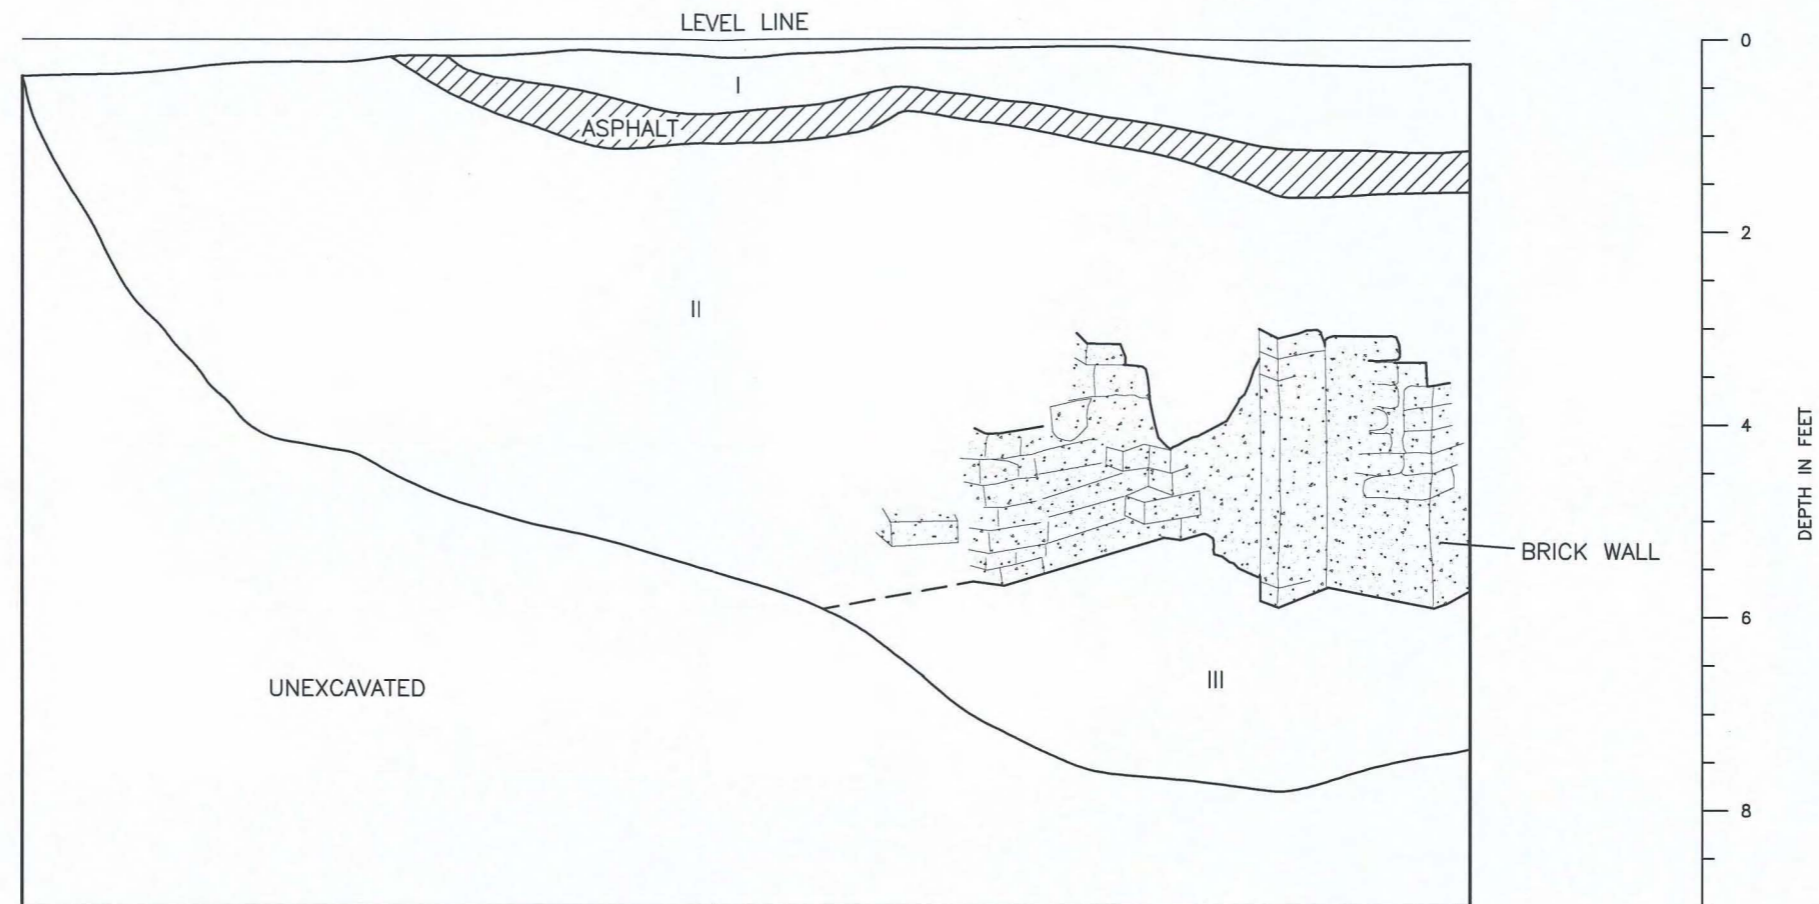 LEVEL LINE
0
I
ASPHALT
2
II
4
DEPTH IN FEET
BRICK WALL
6
III
UNEXCAVATED
8